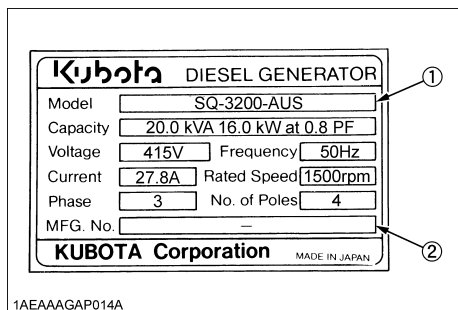 Kubota DIESEL GENERATOR
Model SQ-3200-AUS ①
Capacity 20.0 kVA 16.0 kW at 0.8 PF
Voltage 415V Frequency 50Hz
Current 27.8A Rated Speed 1500rpm
Phase 3 No. of Poles 4
MFG. No. – ②
KUBOTA Corporation MADE IN JAPAN
1AEAAAGAP014A